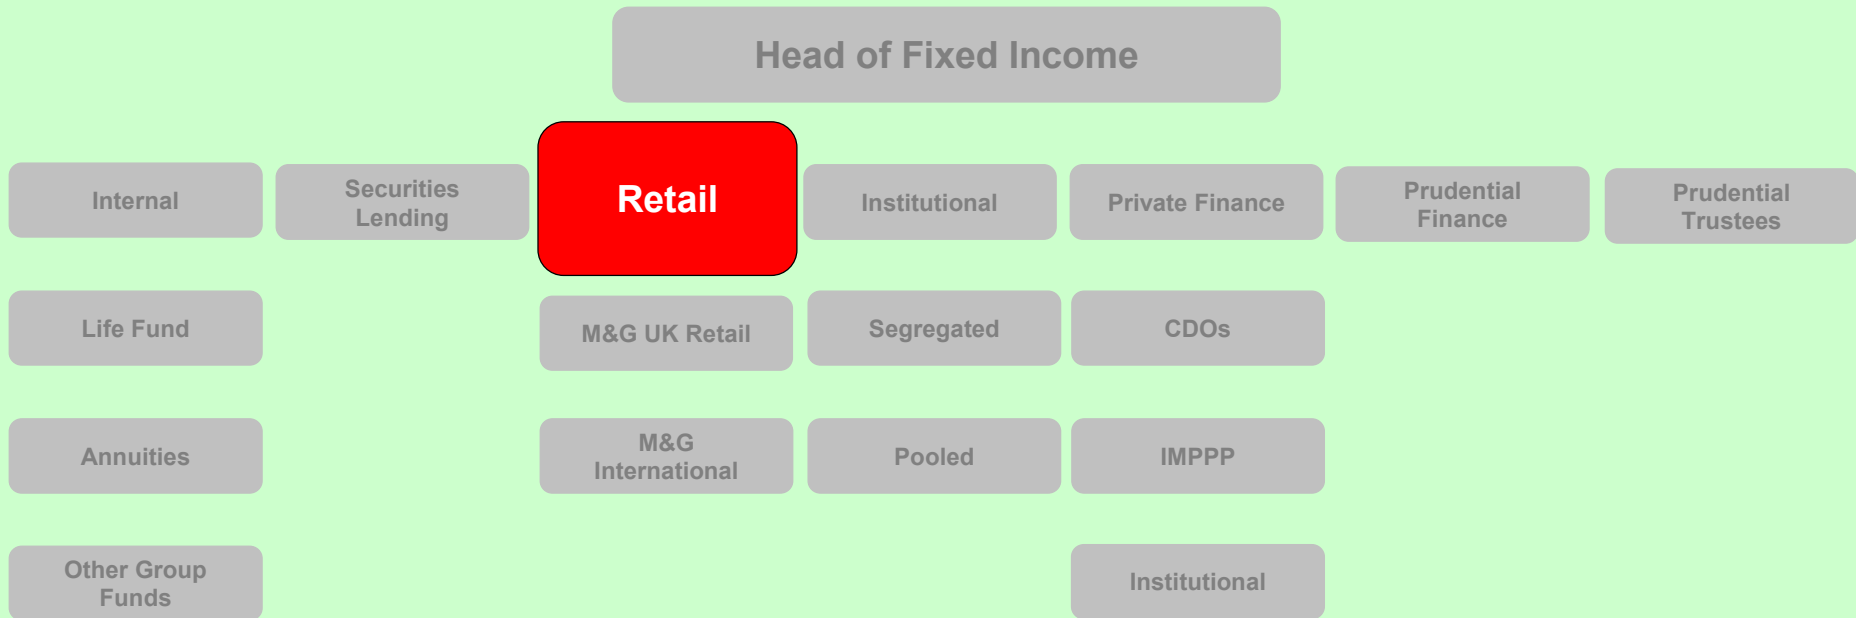 Head of Fixed Income
Internal
Securities
Lending
Retail
Institutional
Private Finance
Prudential
Finance
Prudential
Trustees
Life Fund
M&G UK Retail
Segregated
CDOs
Annuities
M&G
International
Pooled
IMPPP
Other Group
Funds
Institutional